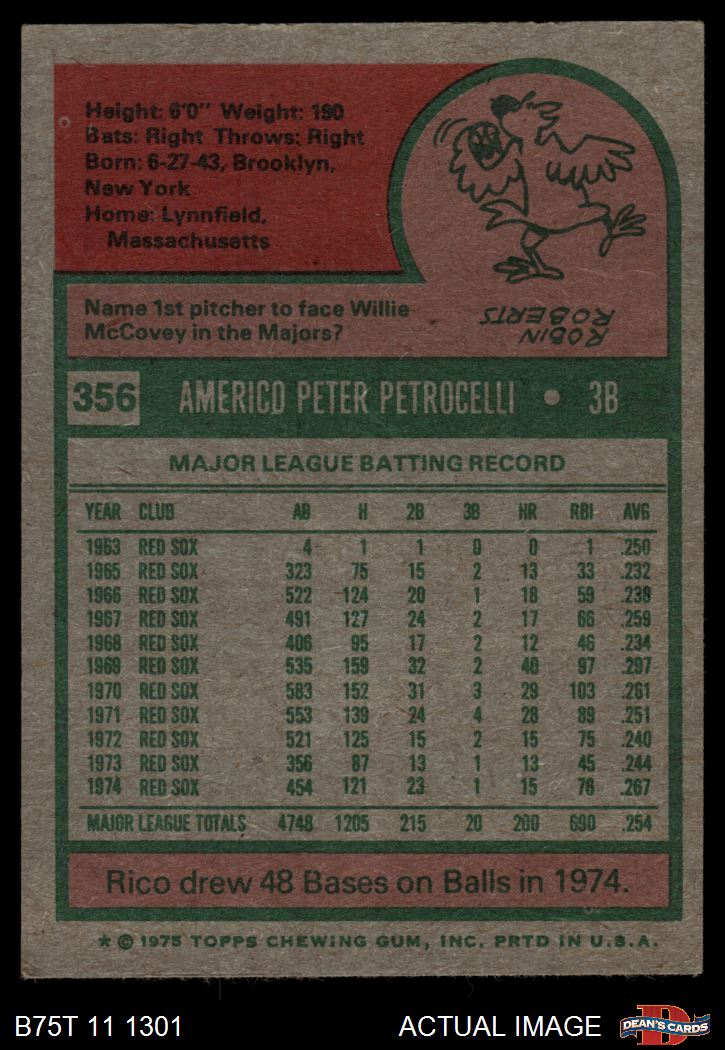 Height: 6'0" Weight: 190
Bats: Right Throws: Right
Born: 6-27-43, Brooklyn,
New York
Home: Lynnfield,
Massachusetts
Name 1st pitcher to face Willie
McCovey in the Majors?
ROBIN
ROBERTS
356 AMERICO PETER PETROCELLI • 3B
MAJOR LEAGUE BATTING RECORD
YEAR CLUB AB H 2B 3B HR RBI AVG
1963 RED SOX 4 1 1 0 0 1 .250
1965 RED SOX 323 75 15 2 13 33 .232
1966 RED SOX 522 124 20 1 18 59 .238
1967 RED SOX 491 127 24 2 17 66 .259
1968 RED SOX 406 95 17 2 12 46 .234
1969 RED SOX 535 159 32 2 40 97 .297
1970 RED SOX 583 152 31 3 29 103 .261
1971 RED SOX 553 139 24 4 28 89 .251
1972 RED SOX 521 125 15 2 15 75 .240
1973 RED SOX 356 87 13 1 13 45 .244
1974 RED SOX 454 121 23 1 15 76 .267
MAJOR LEAGUE TOTALS 4748 1205 215 20 200 690 .254
Rico drew 48 Bases on Balls in 1974.
* © 1975 TOPPS CHEWING GUM, INC. PRTD IN U.S.A.
B75T 11 1301 ACTUAL IMAGE
DEAN'S CARDS